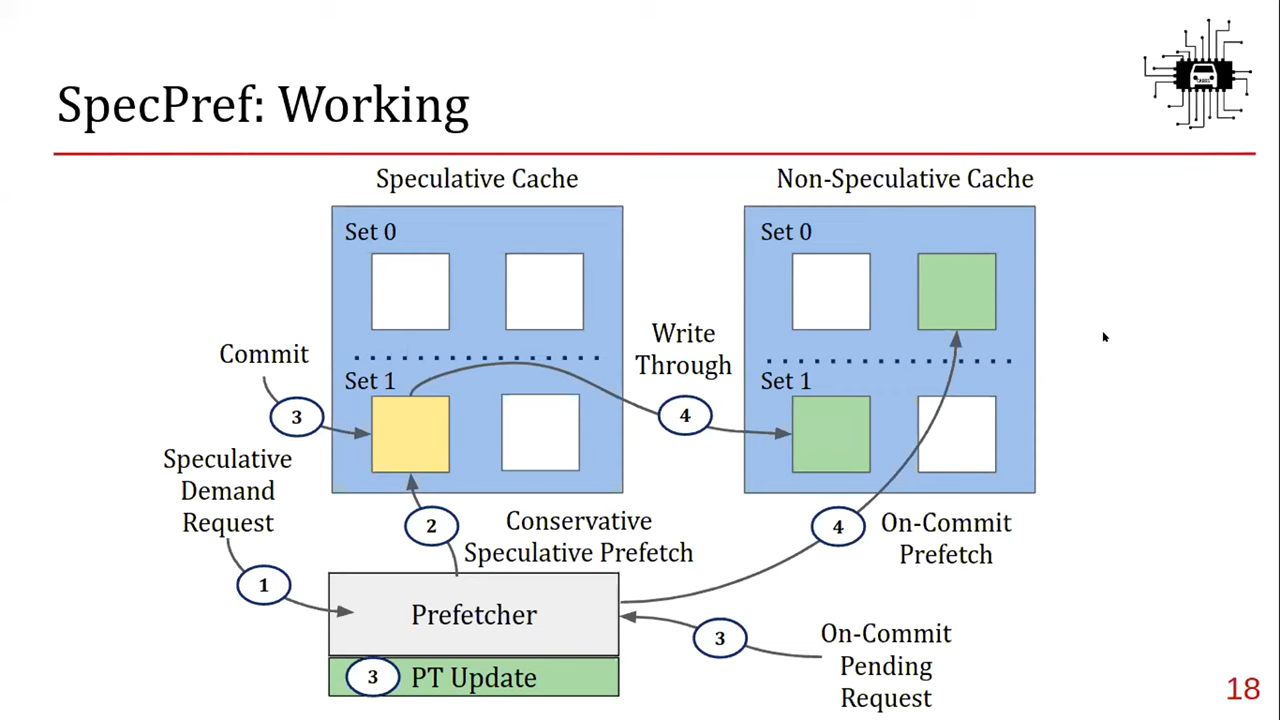 SpecPref: Working
Speculative Cache
Non-Speculative Cache
Set 0
Set 0
Write
Through
Commit
Set 1
Set 1
3
4
Speculative
Demand
Request
2
Conservative
Speculative Prefetch
4
On-Commit
Prefetch
1
Prefetcher
3
On-Commit
Pending
Request
3
PT Update
18